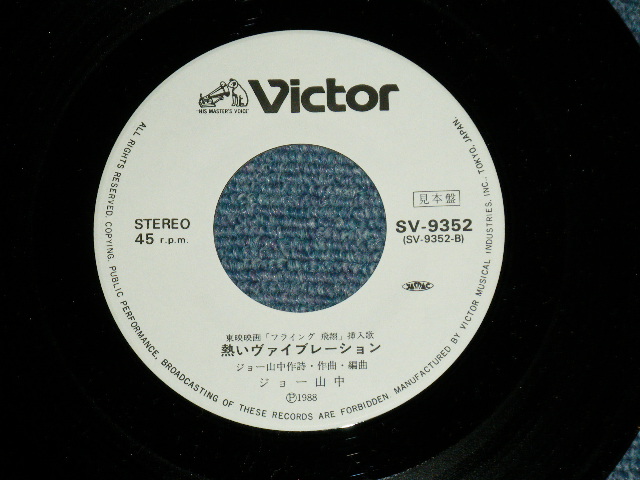 "HIS MASTER'S VOICE"
Victor
ALL RIGHTS RESERVED. COPYING, PUBLIC PERFORMANCE, BROADCASTING OF THESE RECORDS ARE FORBIDDEN MANUFACTURED BY VICTOR MUSICAL INDUSTRIES, INC., TOKYO, JAPAN.
見本盤
STEREO
45 r.p.m.
SV-9352
(SV-9352-B)
東映映画「フライング 飛翔」挿入歌
熱いヴァイブレーション
ジョー山中作詩・作曲・編曲
ジョー山中
Ⓟ1988